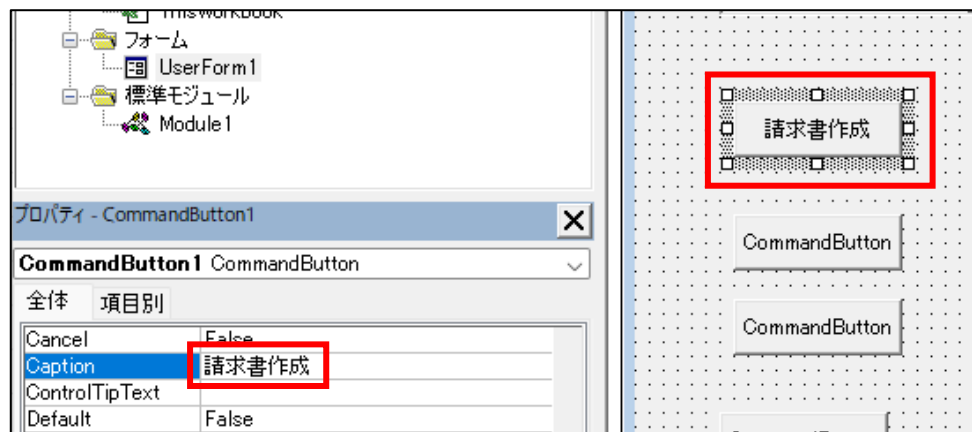 ThisWorkbook
フォーム
UserForm1
標準モジュール
Module1
プロパティ - CommandButton1
CommandButton1 CommandButton
全体 項目別
Cancel False
Caption 請求書作成
ControlTipText
Default False
請求書作成
CommandButton
CommandButton